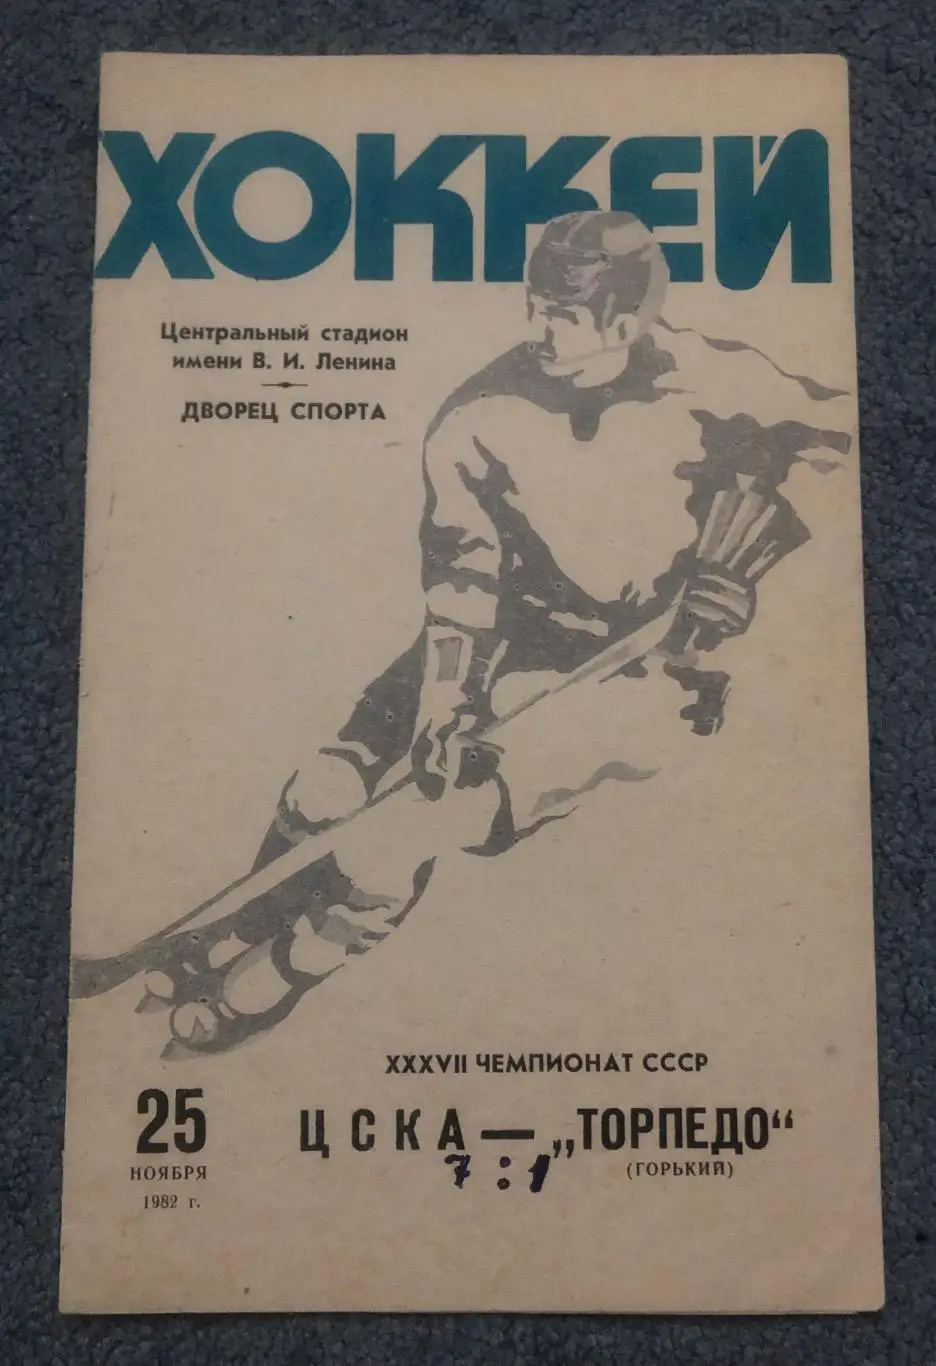 ХОККЕЙ
Центральный стадион
имени В. И. Ленина
ДВОРЕЦ СПОРТА
XXXVII ЧЕМПИОНАТ СССР
25
НОЯБРЯ
1982 г.
ЦСКА — „ТОРПЕДО“
(ГОРЬКИЙ)
7 : 1